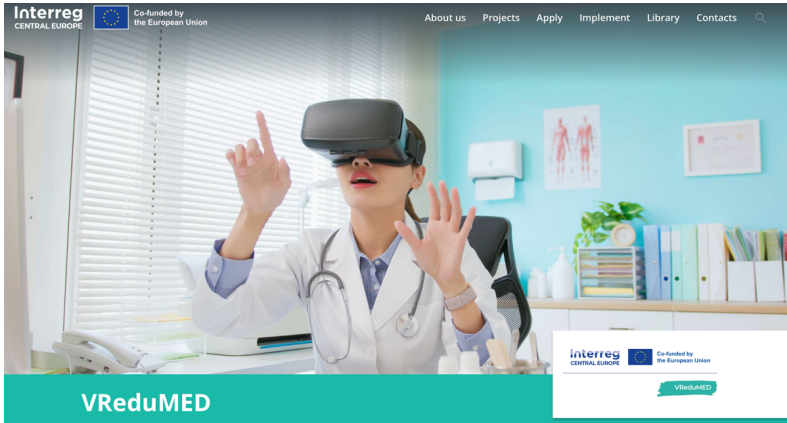 Interreg
CENTRAL EUROPE
Co-funded by
the European Union
About us Projects Apply Implement Library Contacts
Interreg
CENTRAL EUROPE
Co-funded by
the European Union
VReduMED
VReduMED